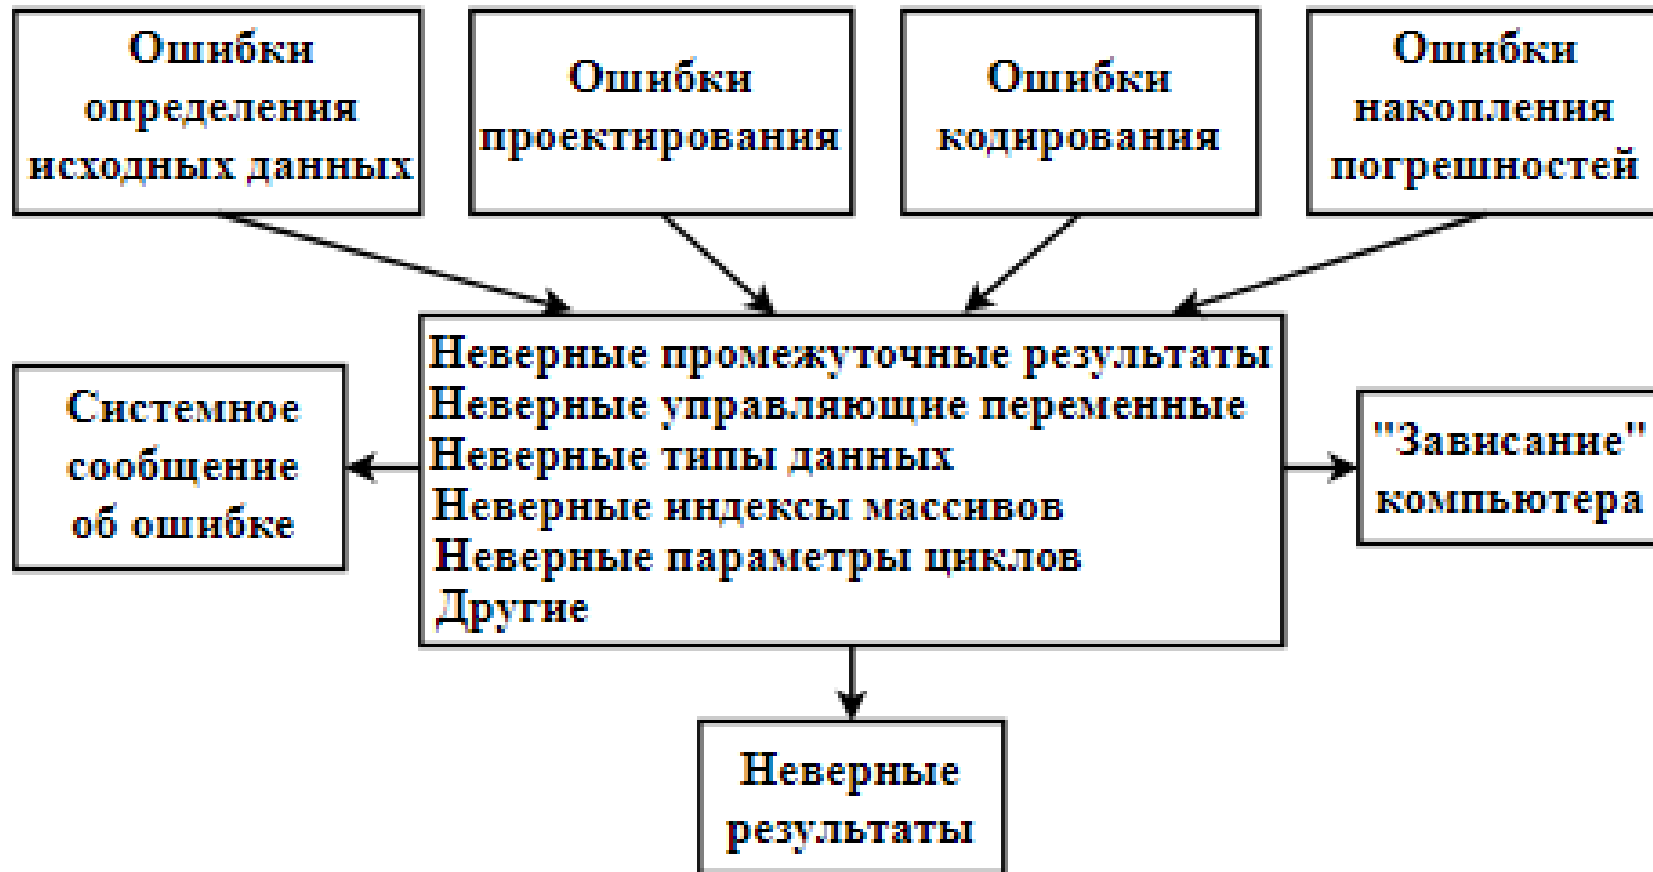 Ошибки
определения
исходных данных
Ошибки
проектирования
Ошибки
кодирования
Ошибки
накопления
погрешностей
Неверные промежуточные результаты
Неверные управляющие переменные
Неверные типы данных
Неверные индексы массивов
Неверные параметры циклов
Другие
Системное
сообщение
об ошибке
"Зависание"
компьютера
Неверные
результаты